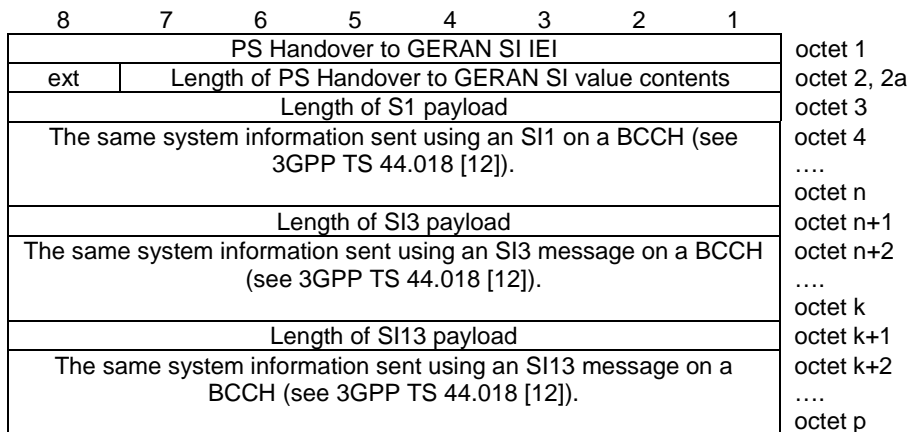 8 7 6 5 4 3 2 1
PS Handover to GERAN SI IEI octet 1
ext Length of PS Handover to GERAN SI value contents octet 2, 2a
Length of S1 payload octet 3
The same system information sent using an SI1 on a BCCH (see octet 4
3GPP TS 44.018 [12]). ….
octet n
Length of SI3 payload octet n+1
The same system information sent using an SI3 message on a BCCH octet n+2
(see 3GPP TS 44.018 [12]). ….
octet k
Length of SI13 payload octet k+1
The same system information sent using an SI13 message on a octet k+2
BCCH (see 3GPP TS 44.018 [12]). ….
octet p